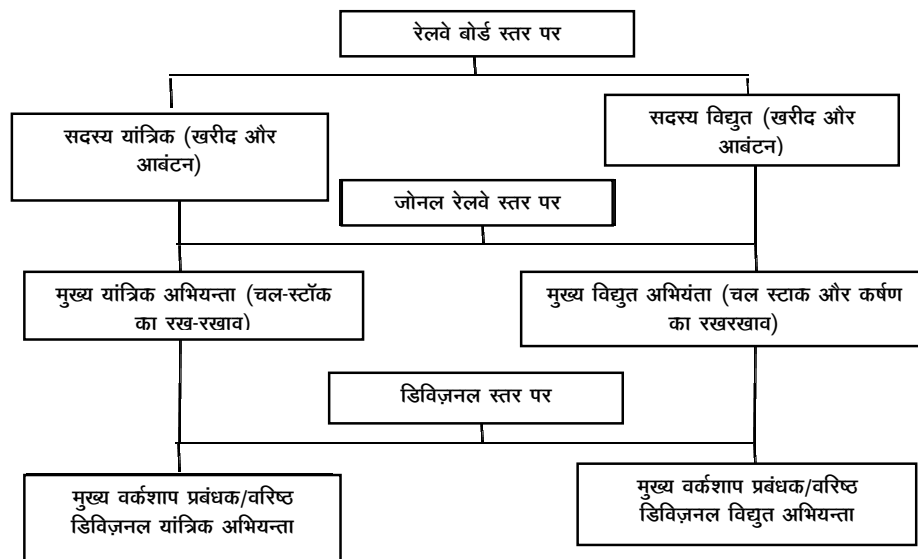 रेलवे बोर्ड स्तर पर
सदस्य यांत्रिक (खरीद और
आबंटन)
सदस्य विद्युत (खरीद और
आबंटन)
जोनल रेलवे स्तर पर
मुख्य यांत्रिक अभियन्ता (चल-स्टॉक
का रख-रखाव)
मुख्य विद्युत अभियंता (चल स्टाक और कर्षण
का रखरखाव)
डिविज़नल स्तर पर
मुख्य वर्कशाप प्रबंधक/वरिष्ठ
डिविज़नल यांत्रिक अभियन्ता
मुख्य वर्कशाप प्रबंधक/वरिष्ठ
डिविज़नल विद्युत अभियन्ता